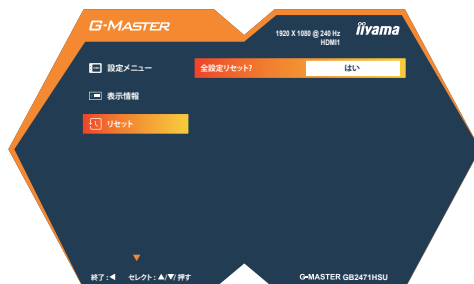 G-MASTER
1920 X 1080 @ 240 Hz
HDMI1
iiyama
設定メニュー
全設定リセット?
はい
表示情報
リセット
終了:◀ セレクト:▲/▼/押す
G-MASTER GB2471HSU